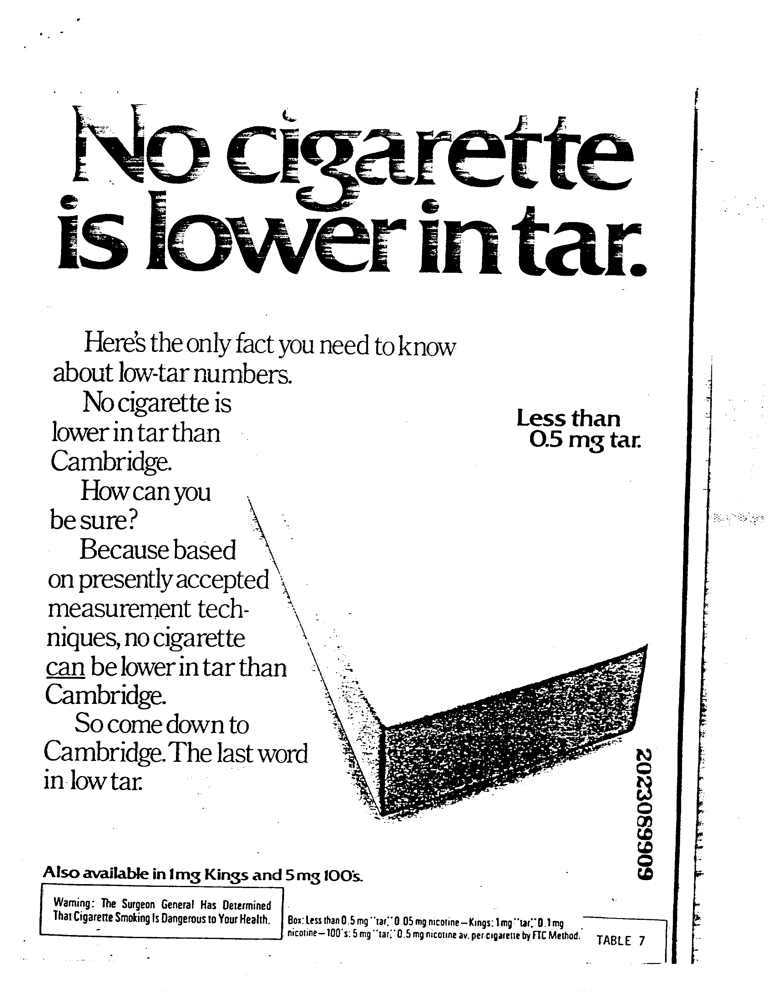 No cigarette
is lower in tar.
Here's the only fact you need to know
about low-tar numbers.
No cigarette is
lower in tar than
Cambridge.
How can you
be sure?
Because based
on presently accepted
measurement tech-
niques, no cigarette
can be lower in tar than
Cambridge.
So come down to
Cambridge. The last word
in low tar.
Less than
0.5 mg tar.
2023089909
Also available in 1mg Kings and 5mg 100's.
Warning: The Surgeon General Has Determined
That Cigarette Smoking Is Dangerous to Your Health.
Box: Less than 0.5 mg "tar," 0.05 mg nicotine—Kings: 1 mg "tar," 0.1 mg
nicotine—100's: 5 mg "tar," 0.5 mg nicotine av. per cigarette by FTC Method.
TABLE 7